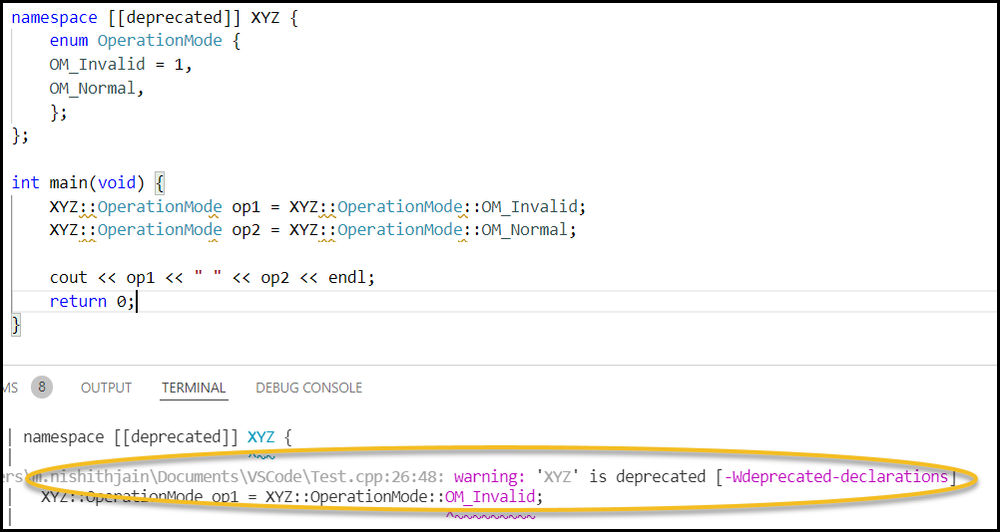 namespace [[deprecated]] XYZ {
enum OperationMode {
OM_Invalid = 1,
OM_Normal,
};
};
int main(void) {
XYZ::OperationMode op1 = XYZ::OperationMode::OM_Invalid;
XYZ::OperationMode op2 = XYZ::OperationMode::OM_Normal;
cout << op1 << " " << op2 << endl;
return 0;
}
MS 8 OUTPUT TERMINAL DEBUG CONSOLE
| namespace [[deprecated]] XYZ {
| ^~~
ers\m.nishithjain\Documents\VSCode\Test.cpp:26:48: warning: 'XYZ' is deprecated [-Wdeprecated-declarations]
| XYZ::OperationMode op1 = XYZ::OperationMode::OM_Invalid;
| ^~~~~~~~~~